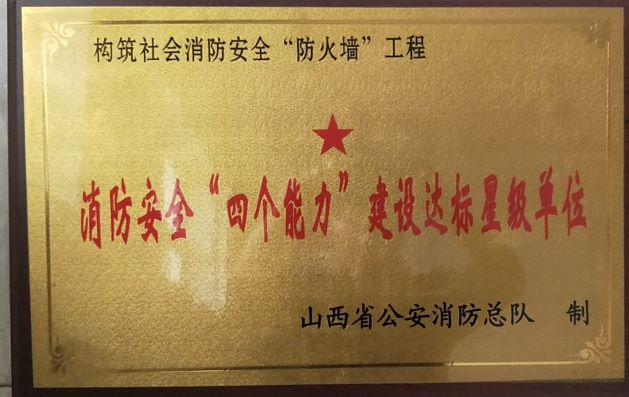 构筑社会消防安全“防火墙”工程
消防安全“四个能力”建设达标星级单位
山西省公安消防总队 制